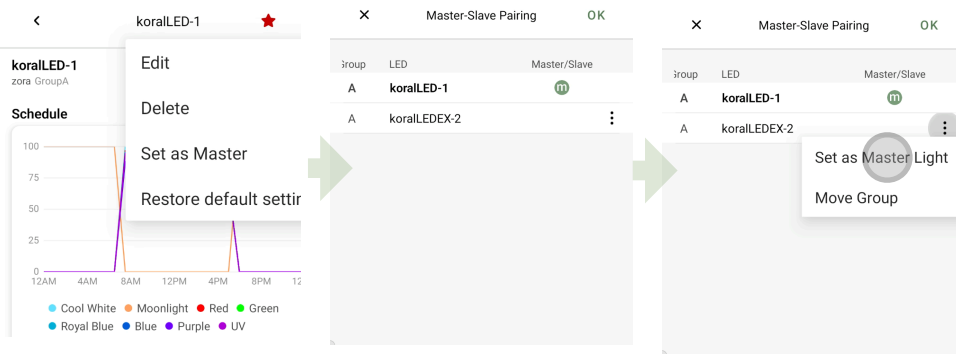 koralLED-1
koralLED-1
zora GroupA
Schedule
Edit
Delete
Set as Master
Restore default settin
100
75
50
25
0
12AM 4AM 8AM 12PM 4PM 8PM 12
Cool White Moonlight Red Green
Royal Blue Blue Purple UV
Master-Slave Pairing OK
Group LED Master/Slave
A koralLED-1 m
A koralLEDEX-2
Master-Slave Pairing OK
Group LED Master/Slave
A koralLED-1 m
A koralLEDEX-2
Set as Master Light
Move Group